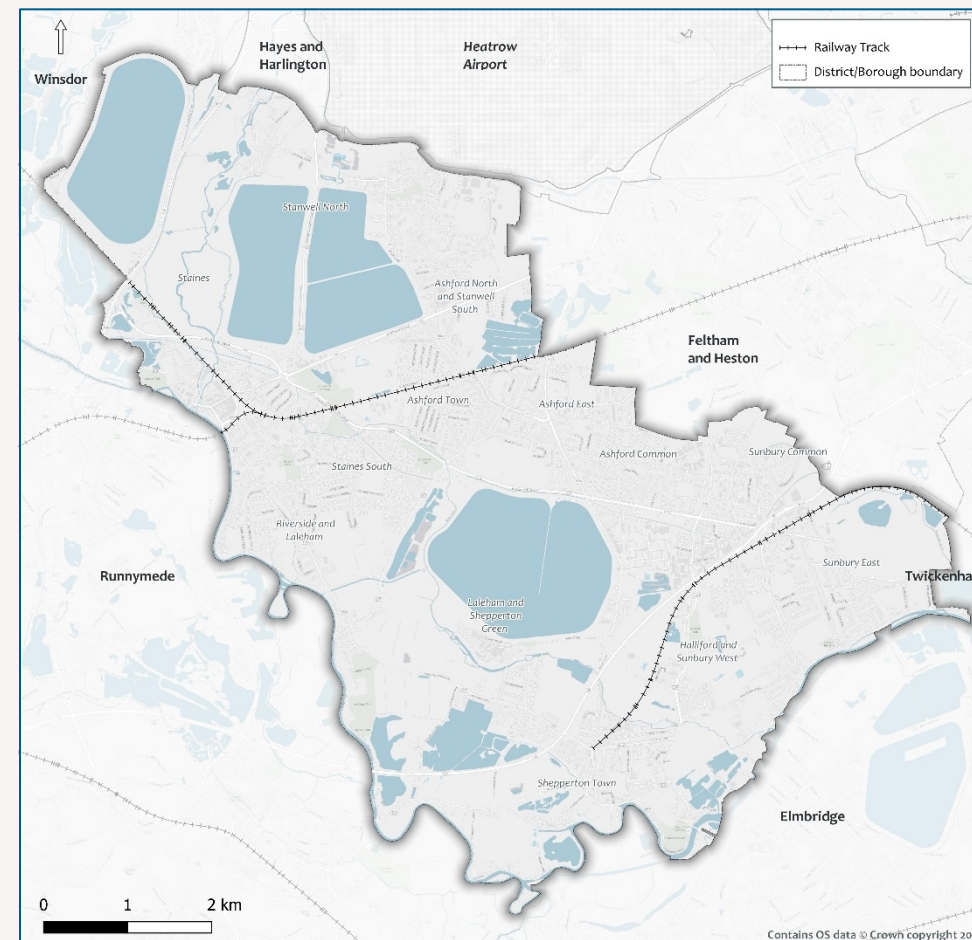 Hayes and
Harlington
Heatrow
Airport
Winsdor
Railway Track
District/Borough boundary
Stanwell North
Staines
Ashford North
and Stanwell
South
Feltham
and Heston
Ashford Town
Ashford East
Ashford Common
Sunbury Common
Staines South
Riverside and
Laleham
Runnymede
Sunbury East
Twickenha
Laleham and
Shepperton
Green
Halliford and
Sunbury West
Shepperton Town
Elmbridge
0 1 2 km
Contains OS data © Crown copyright 20